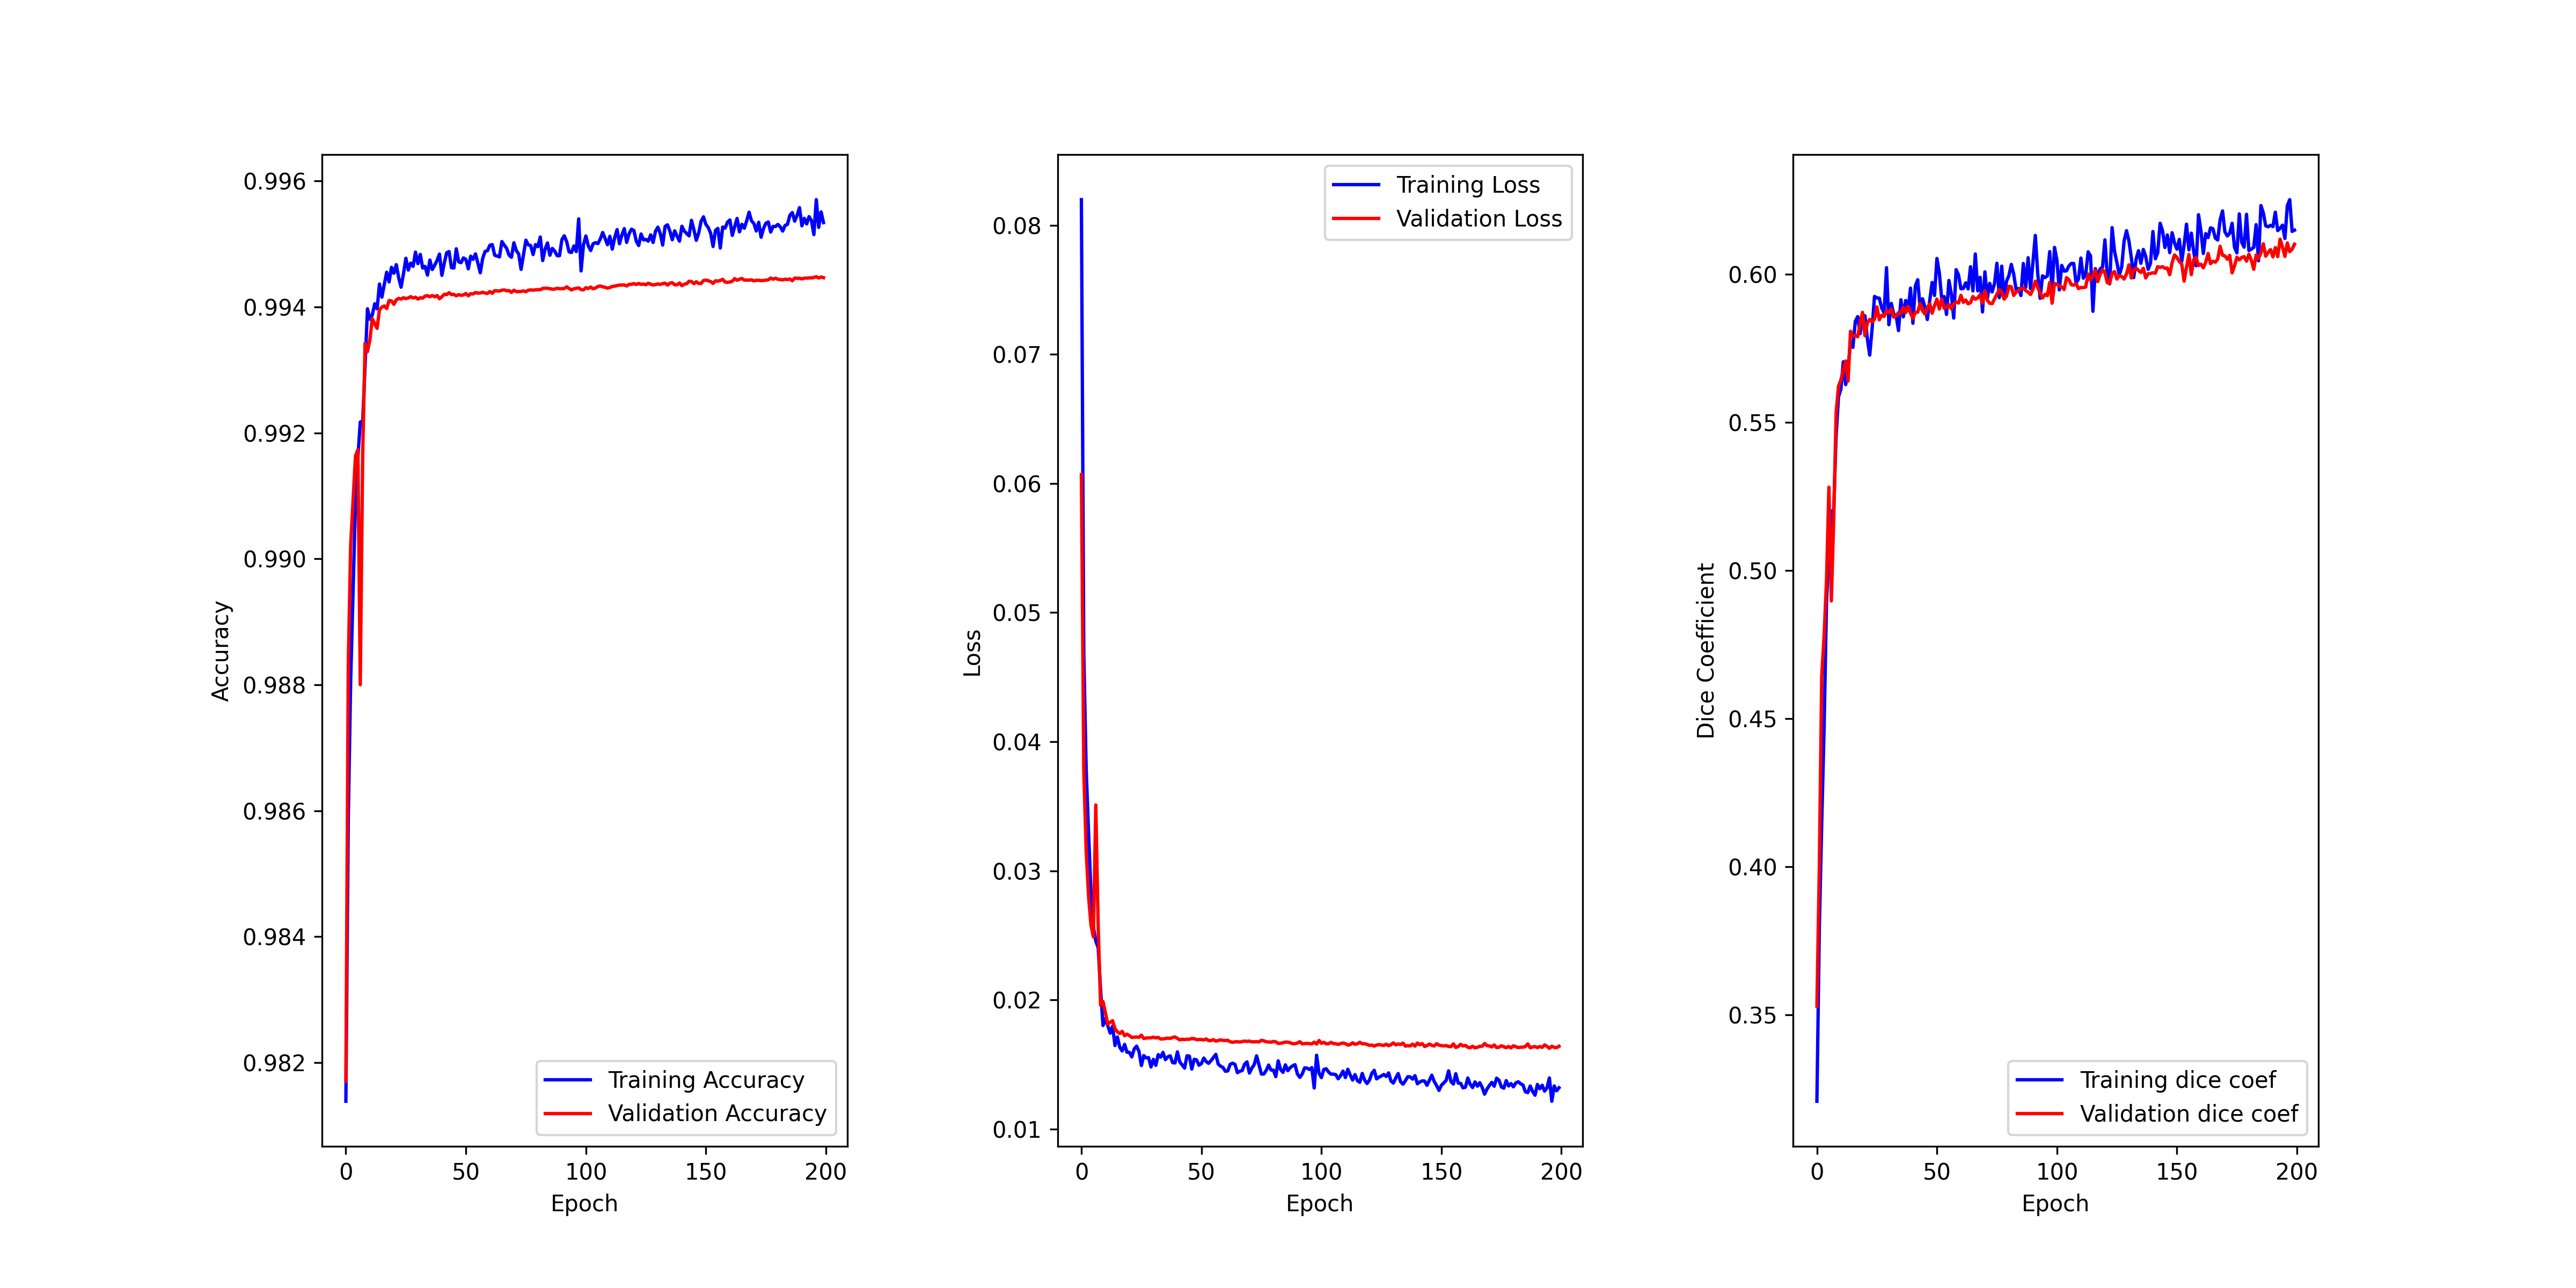 0.996
0.994
0.992
0.990
0.988
0.986
0.984
0.982
Accuracy
0 50 100 150 200
Epoch
Training Accuracy
Validation Accuracy
0.08
0.07
0.06
0.05
0.04
0.03
0.02
0.01
Loss
0 50 100 150 200
Epoch
Training Loss
Validation Loss
0.60
0.55
0.50
0.45
0.40
0.35
Dice Coefficient
0 50 100 150 200
Epoch
Training dice coef
Validation dice coef